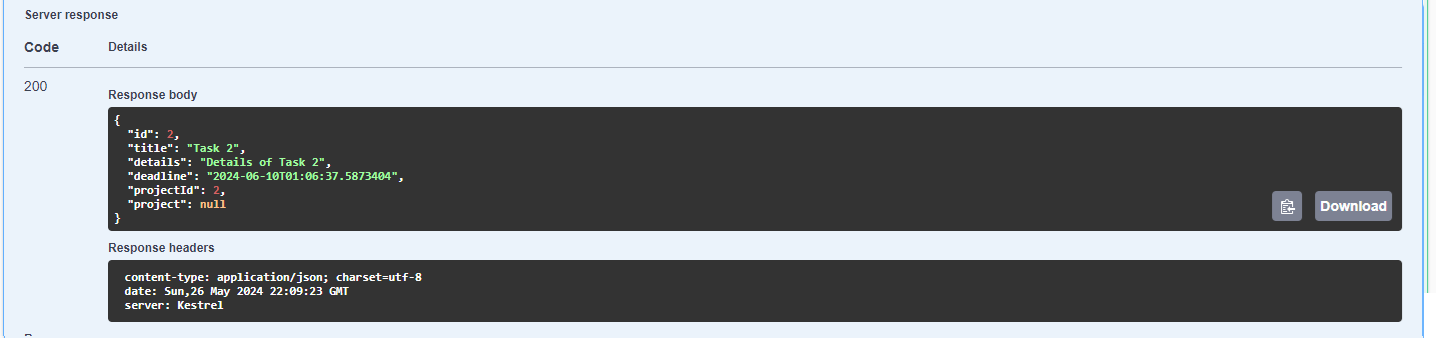 Server response
Code Details
200
Response body
{
  "id": 2,
  "title": "Task 2",
  "details": "Details of Task 2",
  "deadline": "2024-06-10T01:06:37.5873404",
  "projectId": 2,
  "project": null
}
Download
Response headers
content-type: application/json; charset=utf-8
date: Sun,26 May 2024 22:09:23 GMT
server: Kestrel